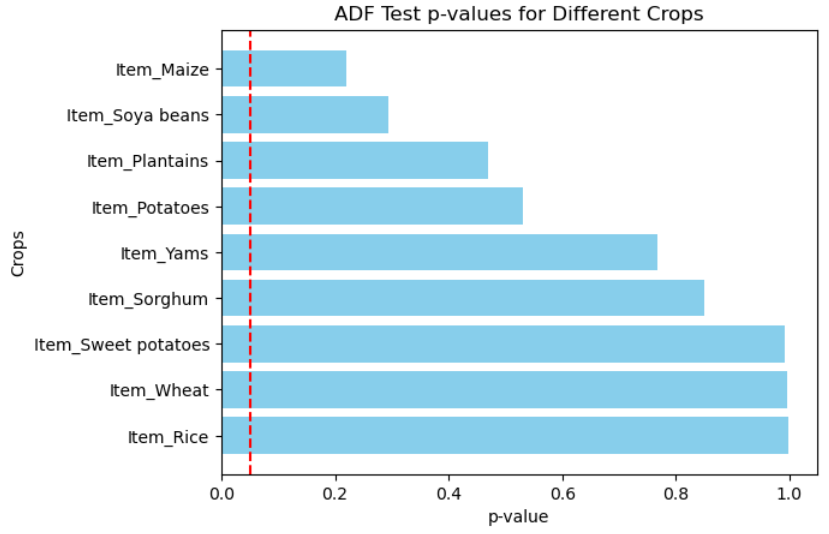 ADF Test p-values for Different Crops
Crops
Item_Maize
Item_Soya beans
Item_Plantains
Item_Potatoes
Item_Yams
Item_Sorghum
Item_Sweet potatoes
Item_Wheat
Item_Rice
0.0 0.2 0.4 0.6 0.8 1.0
p-value